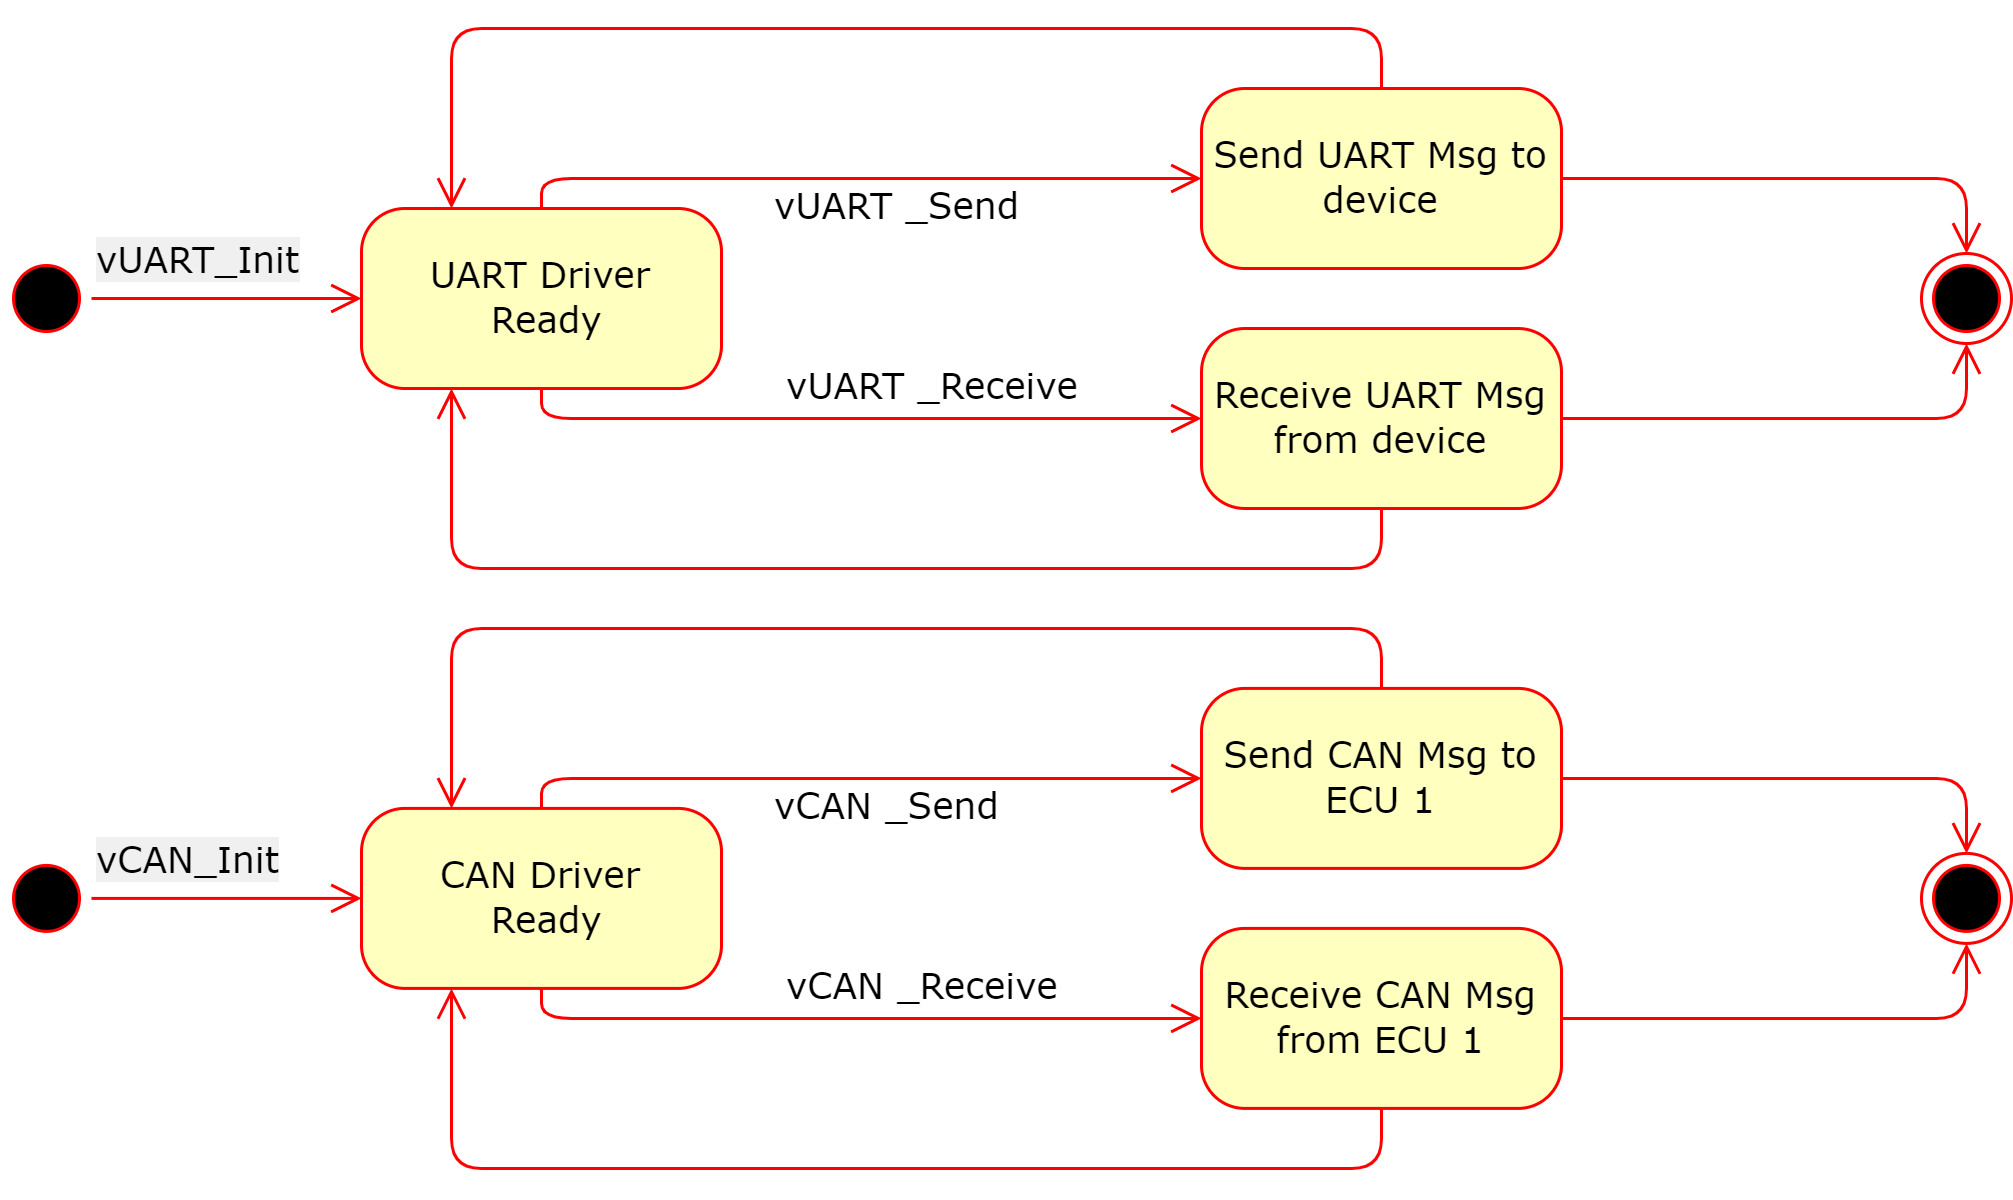 Send UART Msg to
device
vUART _Send
vUART_Init
UART Driver
Ready
vUART _Receive
Receive UART Msg
from device
Send CAN Msg to
ECU 1
vCAN _Send
vCAN_Init
CAN Driver
Ready
vCAN _Receive
Receive CAN Msg
from ECU 1